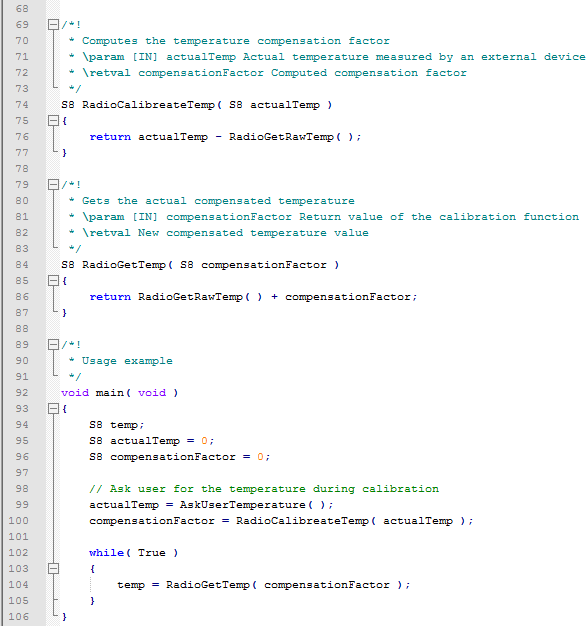 68
69 /*!
70 * Computes the temperature compensation factor
71 * \param [IN] actualTemp Actual temperature measured by an external device
72 * \retval compensationFactor Computed compensation factor
73 */
74 S8 RadioCalibreateTemp( S8 actualTemp )
75 {
76 return actualTemp - RadioGetRawTemp( );
77 }
78
79 /*!
80 * Gets the actual compensated temperature
81 * \param [IN] compensationFactor Return value of the calibration function
82 * \retval New compensated temperature value
83 */
84 S8 RadioGetTemp( S8 compensationFactor )
85 {
86 return RadioGetRawTemp( ) + compensationFactor;
87 }
88
89 /*!
90 * Usage example
91 */
92 void main( void )
93 {
94 S8 temp;
95 S8 actualTemp = 0;
96 S8 compensationFactor = 0;
97
98 // Ask user for the temperature during calibration
99 actualTemp = AskUserTemperature( );
100 compensationFactor = RadioCalibreateTemp( actualTemp );
101
102 while( True )
103 {
104 temp = RadioGetTemp( compensationFactor );
105 }
106 }